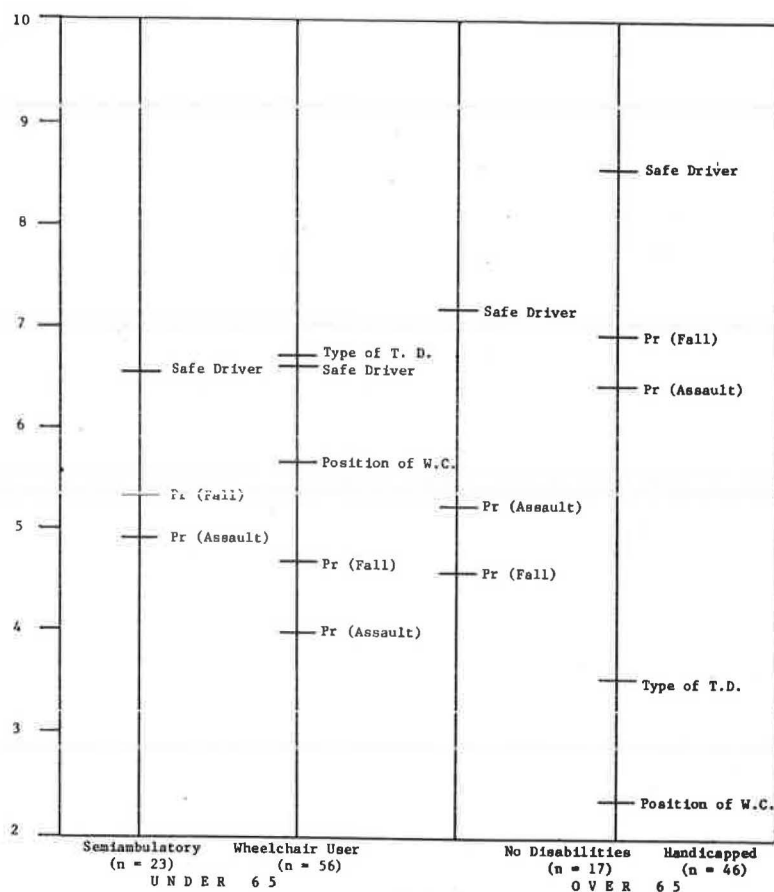 10
9
8
7
6
5
4
3
2
Safe Driver
Pr (Fall)
Pr (Assault)
Type of T. D.
Safe Driver
Position of W.C.
Pr (Fall)
Pr (Assault)
Safe Driver
Pr (Assault)
Pr (Fall)
Safe Driver
Pr (Fall)
Pr (Assault)
Type of T.D.
Position of W.C.
Semiambulatory
(n = 23)
Wheelchair User
(n = 56)
UNDER 65
No Disabilities
(n = 17)
Handicapped
(n = 46)
OVER 65